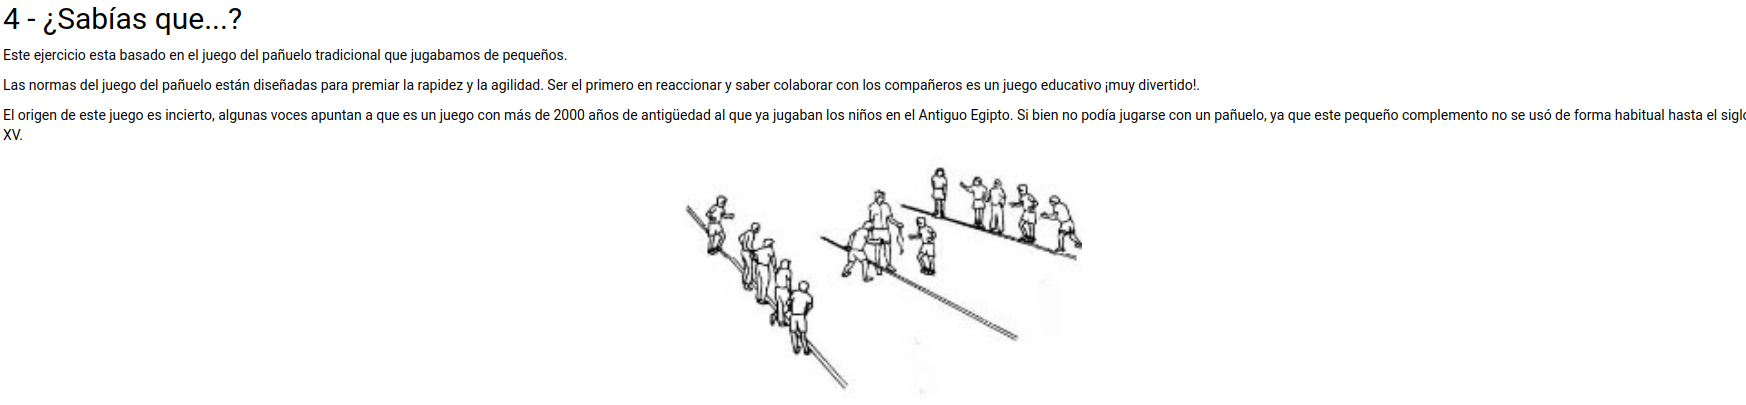 4 - ¿Sabías que...?
Este ejercicio esta basado en el juego del pañuelo tradicional que jugabamos de pequeños.
Las normas del juego del pañuelo están diseñadas para premiar la rapidez y la agilidad. Ser el primero en reaccionar y saber colaborar con los compañeros es un juego educativo ¡muy divertido!.
El origen de este juego es incierto, algunas voces apuntan a que es un juego con más de 2000 años de antigüedad al que ya jugaban los niños en el Antiguo Egipto. Si bien no podía jugarse con un pañuelo, ya que este pequeño complemento no se usó de forma habitual hasta el siglo
XV.